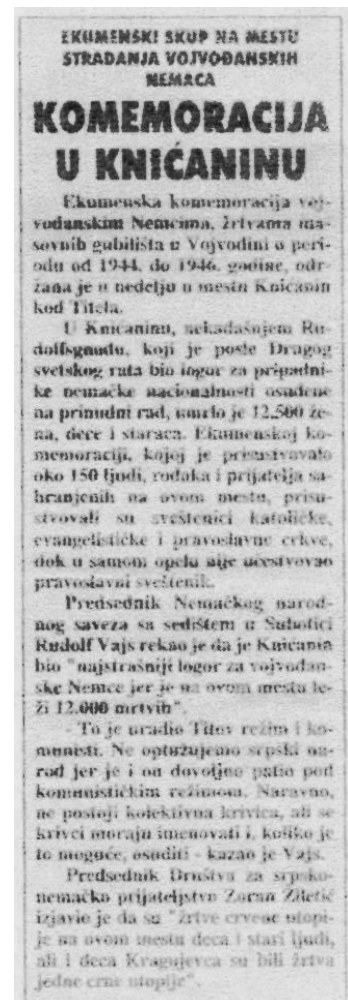 EKUMENSKI SKUP NA MESTU
STRADANJA VOJVOĐANSKIH
NEMACA
KOMEMORACIJA
U KNIĆANINU
Ekumenska komemoracija voj-
vođanskim Nemcima, žrtvama ma-
sovnih gubilišta u Vojvodini u peri-
odu od 1944. do 1946. godine, odr-
žana je u nedelju u mestu Knićanin
kod Titela.
U Knićaninu, nekadašnjem Ru-
dolfsgnadu, koji je posle Drugog
svetskog rata bio logor za pripadni-
ke nemačke nacionalnosti osuđene
na prinudni rad, umrlo je 12.500 že-
na, dece i staraca. Ekumenskoj ko-
memoraciji, kojoj je prisustvovalo
oko 150 ljudi, rođaka i prijatelja sa-
hranjenih na ovom mestu, prisu-
stvovali su sveštenici katoličke,
evangelističke i pravoslavne crkve,
dok u samom opelu nije učestvovao
pravoslavni sveštenik.
Predsednik Nemačkog narod-
nog saveza sa sedištem u Subotici
Rudolf Vajs rekao je da je Knićanin
bio "najstrašniji logor za vojvođan-
ske Nemce jer je na ovom mestu le-
ži 12.000 mrtvih".
- To je uradio Titov režim i ko-
munisti. Ne optužujemo srpski na-
rod jer je i on dovoljno patio pod
komunističkim režimom. Naravno,
ne postoji kolektivna krivica, ali se
krivci moraju imenovati i, koliko je
to moguće, osuditi - kazao je Vajs.
Predsednik Društva za srpsko-
nemačko prijateljstvo Zoran Žiletić
izjavio je da su "žrtve crvene utopi-
je na ovom mestu deca i stari ljudi,
ali i deca Kragujevca su bili žrtva
jedne crne utopije".